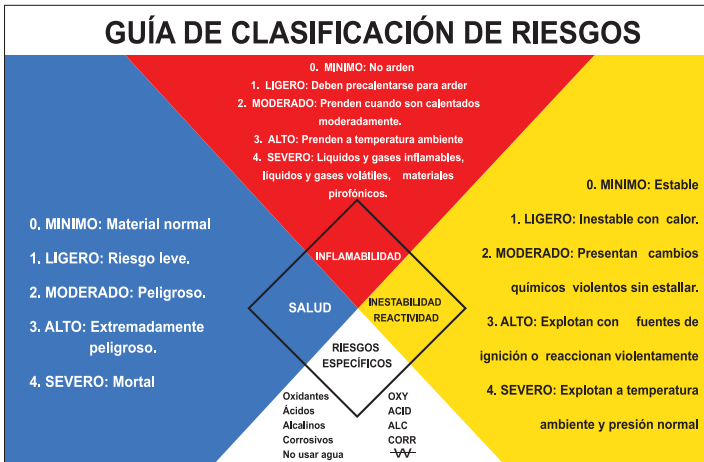 GUÍA DE CLASIFICACIÓN DE RIESGOS
0. MINIMO: No arden
1. LIGERO: Deben precalentarse para arder
2. MODERADO: Prenden cuando son calentados
moderadamente.
3. ALTO: Prenden a temperatura ambiente
4. SEVERO: Liquidos y gases inflamables,
líquidos y gases volátiles, materiales
pirofónicos.
INFLAMABILIDAD
0. MINIMO: Material normal
1. LIGERO: Riesgo leve.
2. MODERADO: Peligroso.
3. ALTO: Extremadamente
peligroso.
4. SEVERO: Mortal
SALUD
0. MINIMO: Estable
1. LIGERO: Inestable con calor.
2. MODERADO: Presentan cambios
químicos violentos sin estallar.
3. ALTO: Explotan con fuentes de
ignición o reaccionan violentamente
4. SEVERO: Explotan a temperatura
ambiente y presión normal
INESTABILIDAD
REACTIVIDAD
RIESGOS
ESPECÍFICOS
Oxidantes OXY
Ácidos ACID
Alcalinos ALC
Corrosivos CORR
No usar agua W